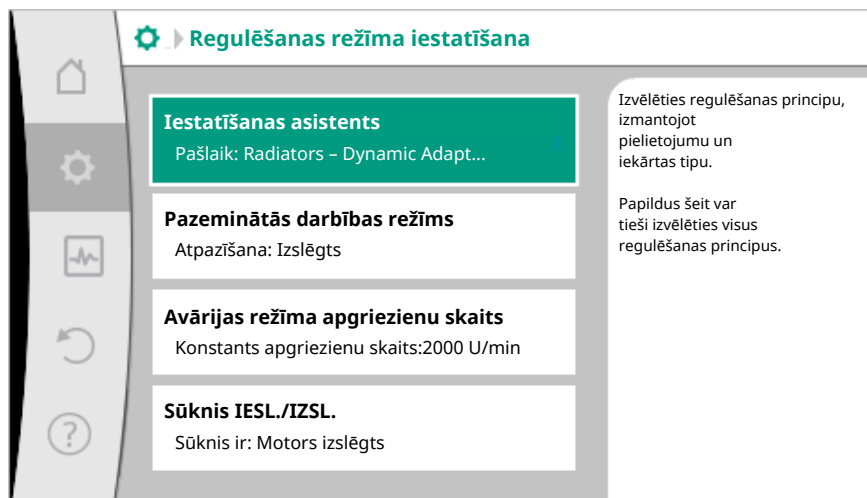 Regulēšanas režīma iestatīšana
Iestatīšanas asistents
Pašlaik: Radiators – Dynamic Adapt...
Pazeminātās darbības režīms
Atpazīšana: Izslēgts
Avārijas režīma apgriezienu skaits
Konstants apgriezienu skaits:2000 U/min
Sūknis IESL./IZSL.
Sūknis ir: Motors izslēgts
Izvēlēties regulēšanas principu,
izmantojot
pielietojumu un
iekārtas tipu.
Papildus šeit var
tieši izvēlēties visus
regulēšanas principus.